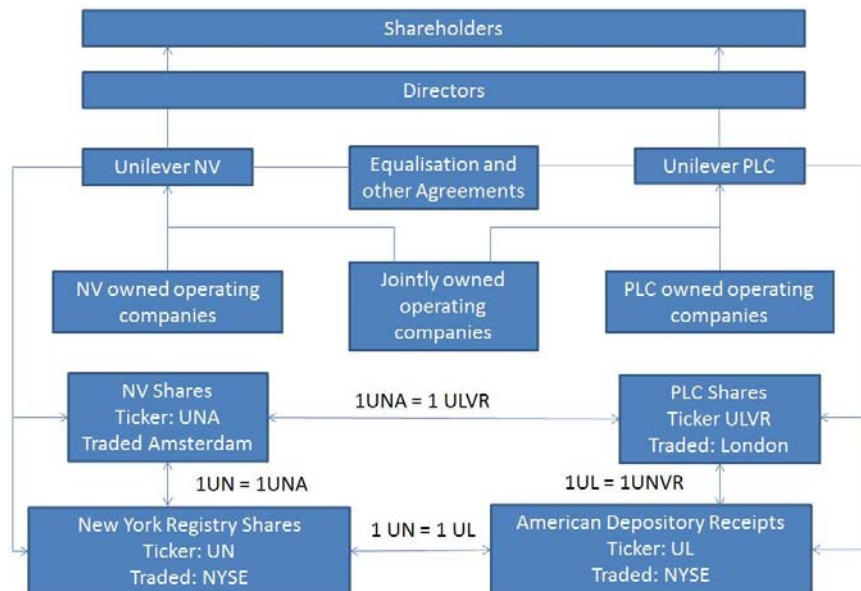 Shareholders
Directors
Unilever NV
Equalisation and
other Agreements
Unilever PLC
NV owned operating
companies
Jointly owned
operating
companies
PLC owned operating
companies
NV Shares
Ticker: UNA
Traded Amsterdam
1UNA = 1 ULVR
PLC Shares
Ticker ULVR
Traded: London
1UN = 1UNA
1UL = 1UNVR
New York Registry Shares
Ticker: UN
Traded: NYSE
1 UN = 1 UL
American Depository Receipts
Ticker: UL
Traded: NYSE